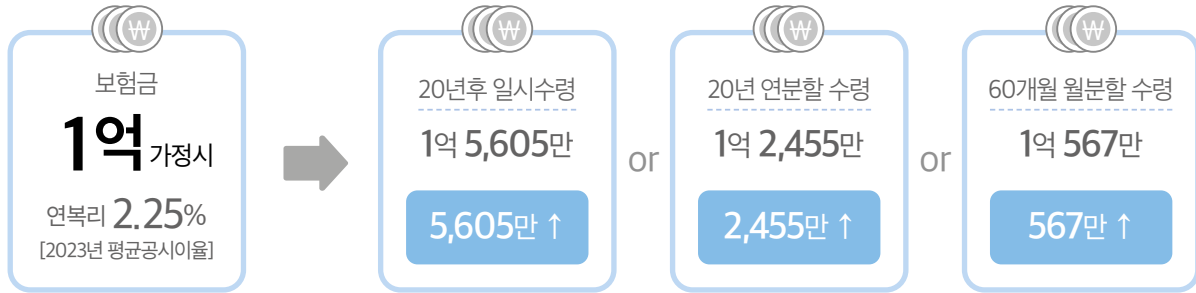 보험금
1억 가정시
연복리 2.25%
[2023년 평균공시이율]
20년후 일시수령
1억 5,605만
5,605만 ↑
or
20년 연분할 수령
1억 2,455만
2,455만 ↑
or
60개월 월분할 수령
1억 567만
567만 ↑